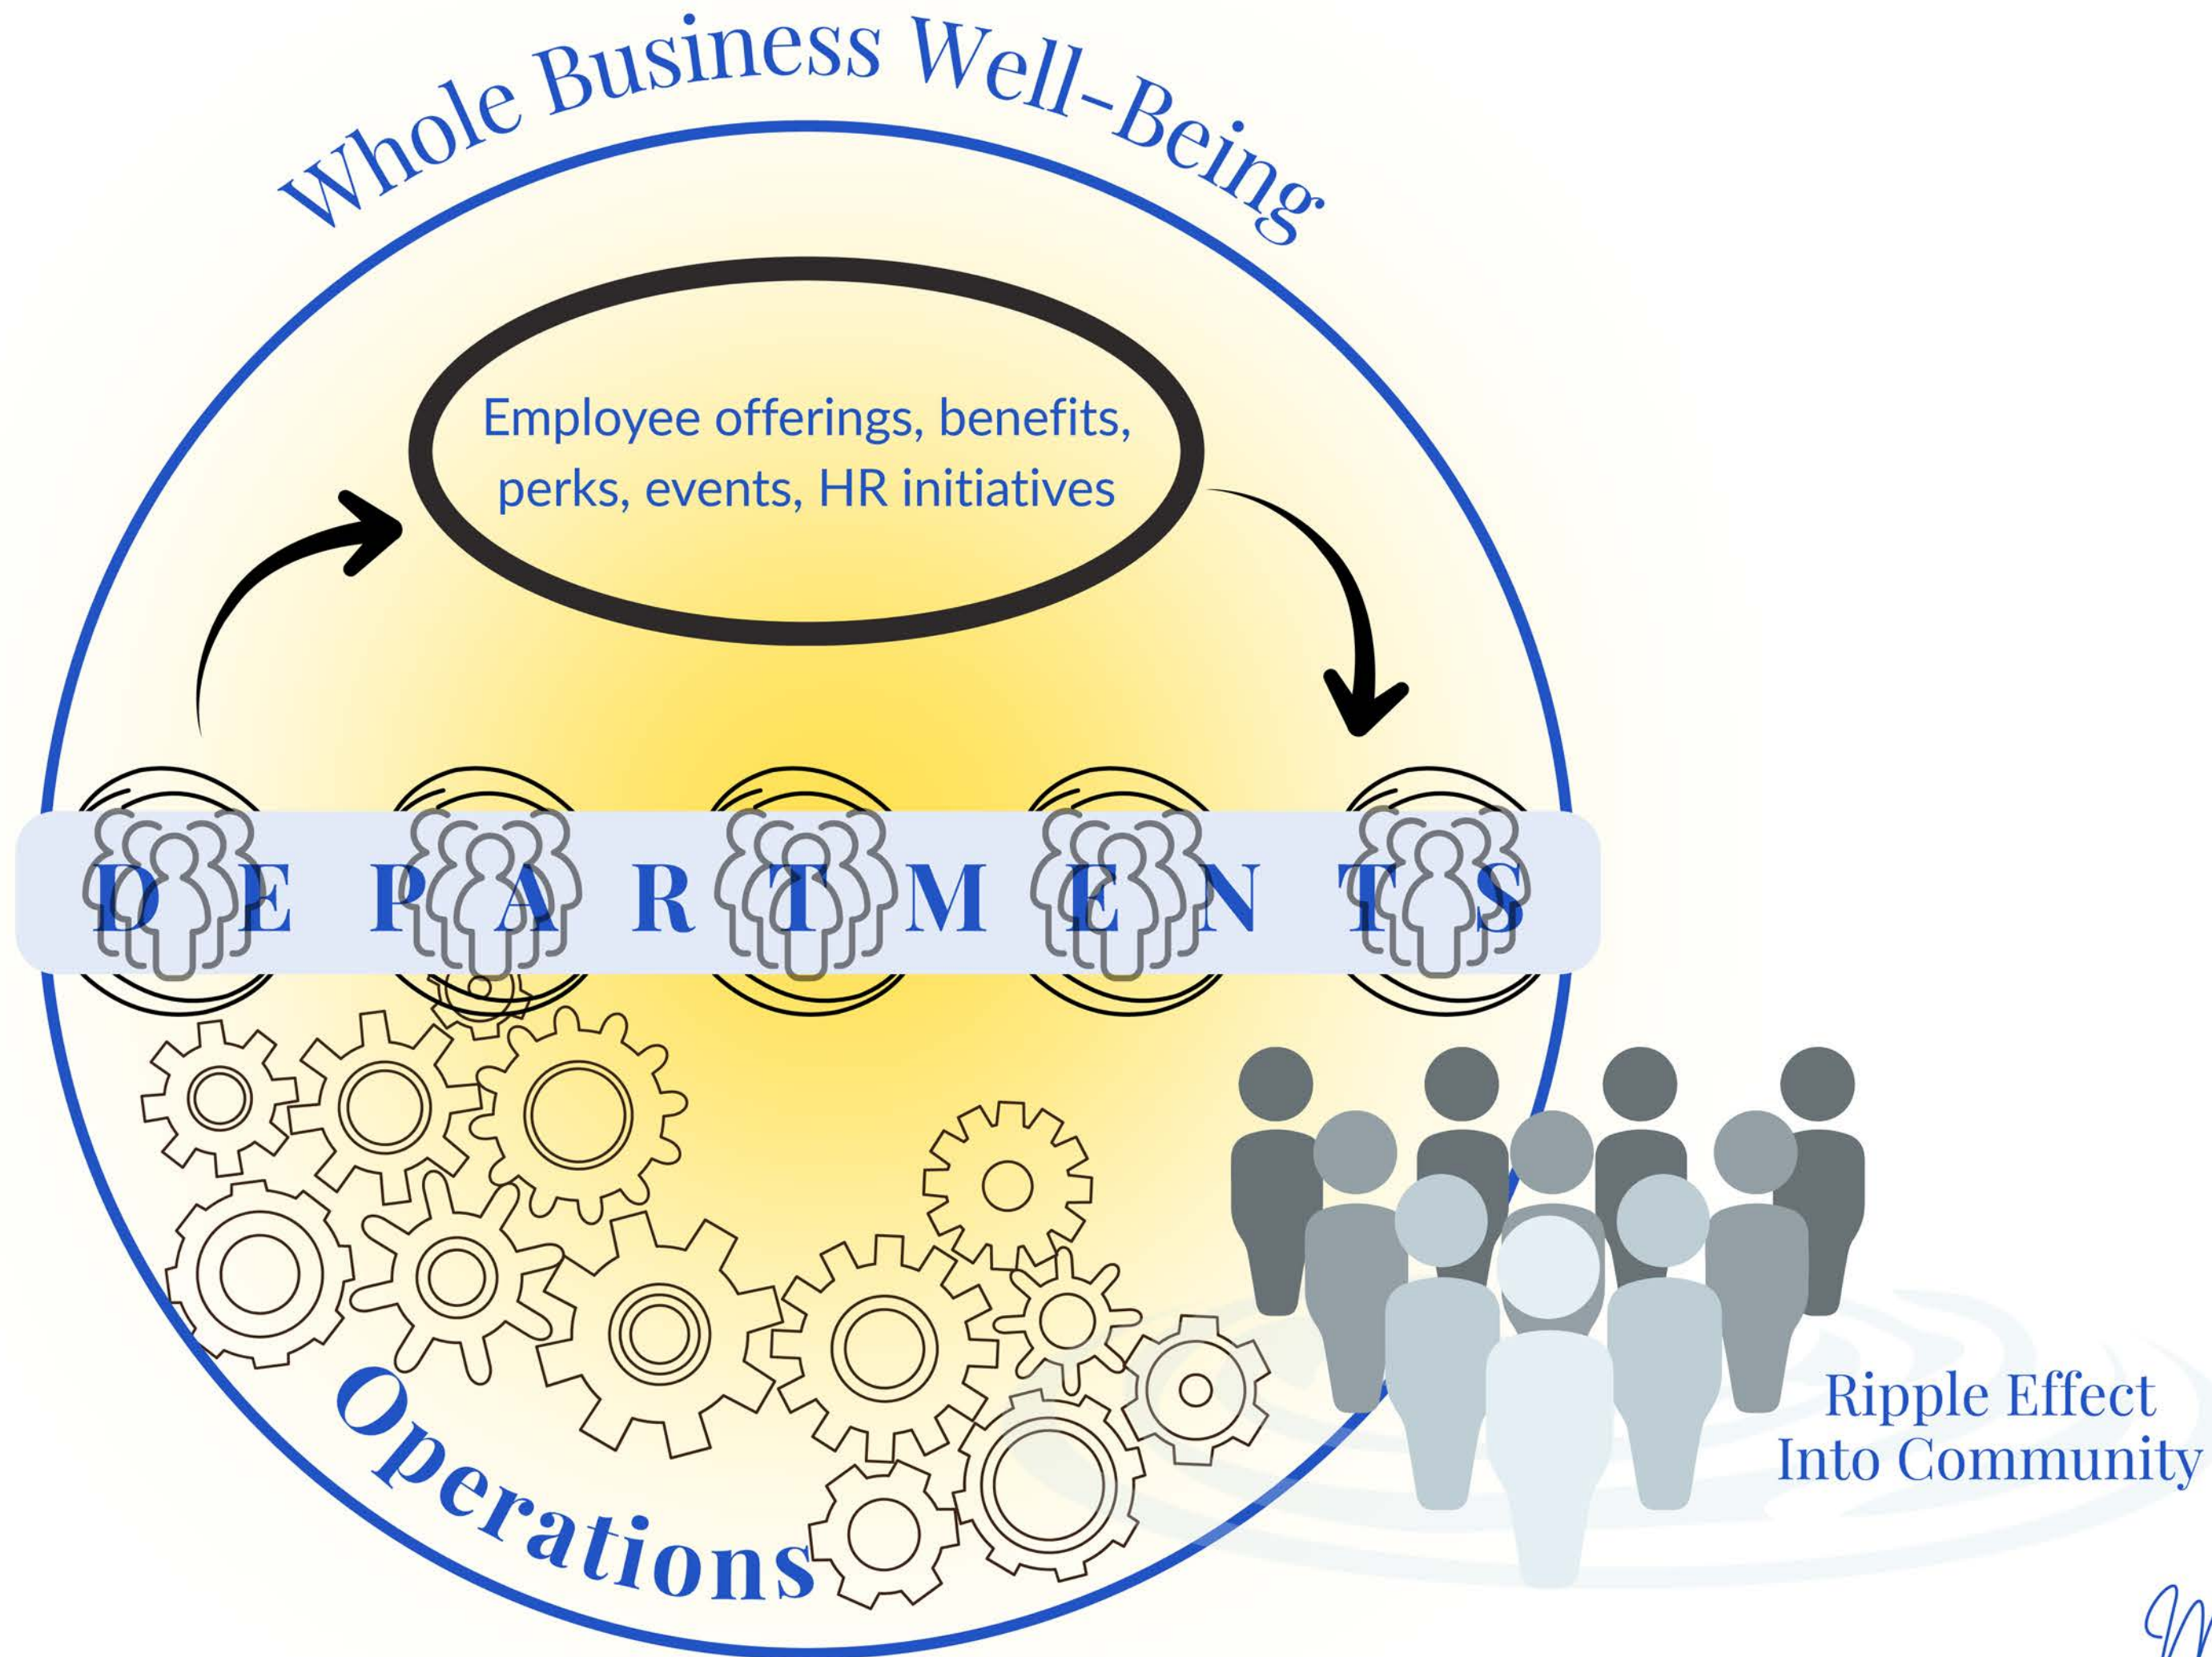 Whole Business Well-Being
Employee offerings, benefits,
perks, events, HR initiatives
DEPARTMENTS
Operations
Ripple Effect
Into Community